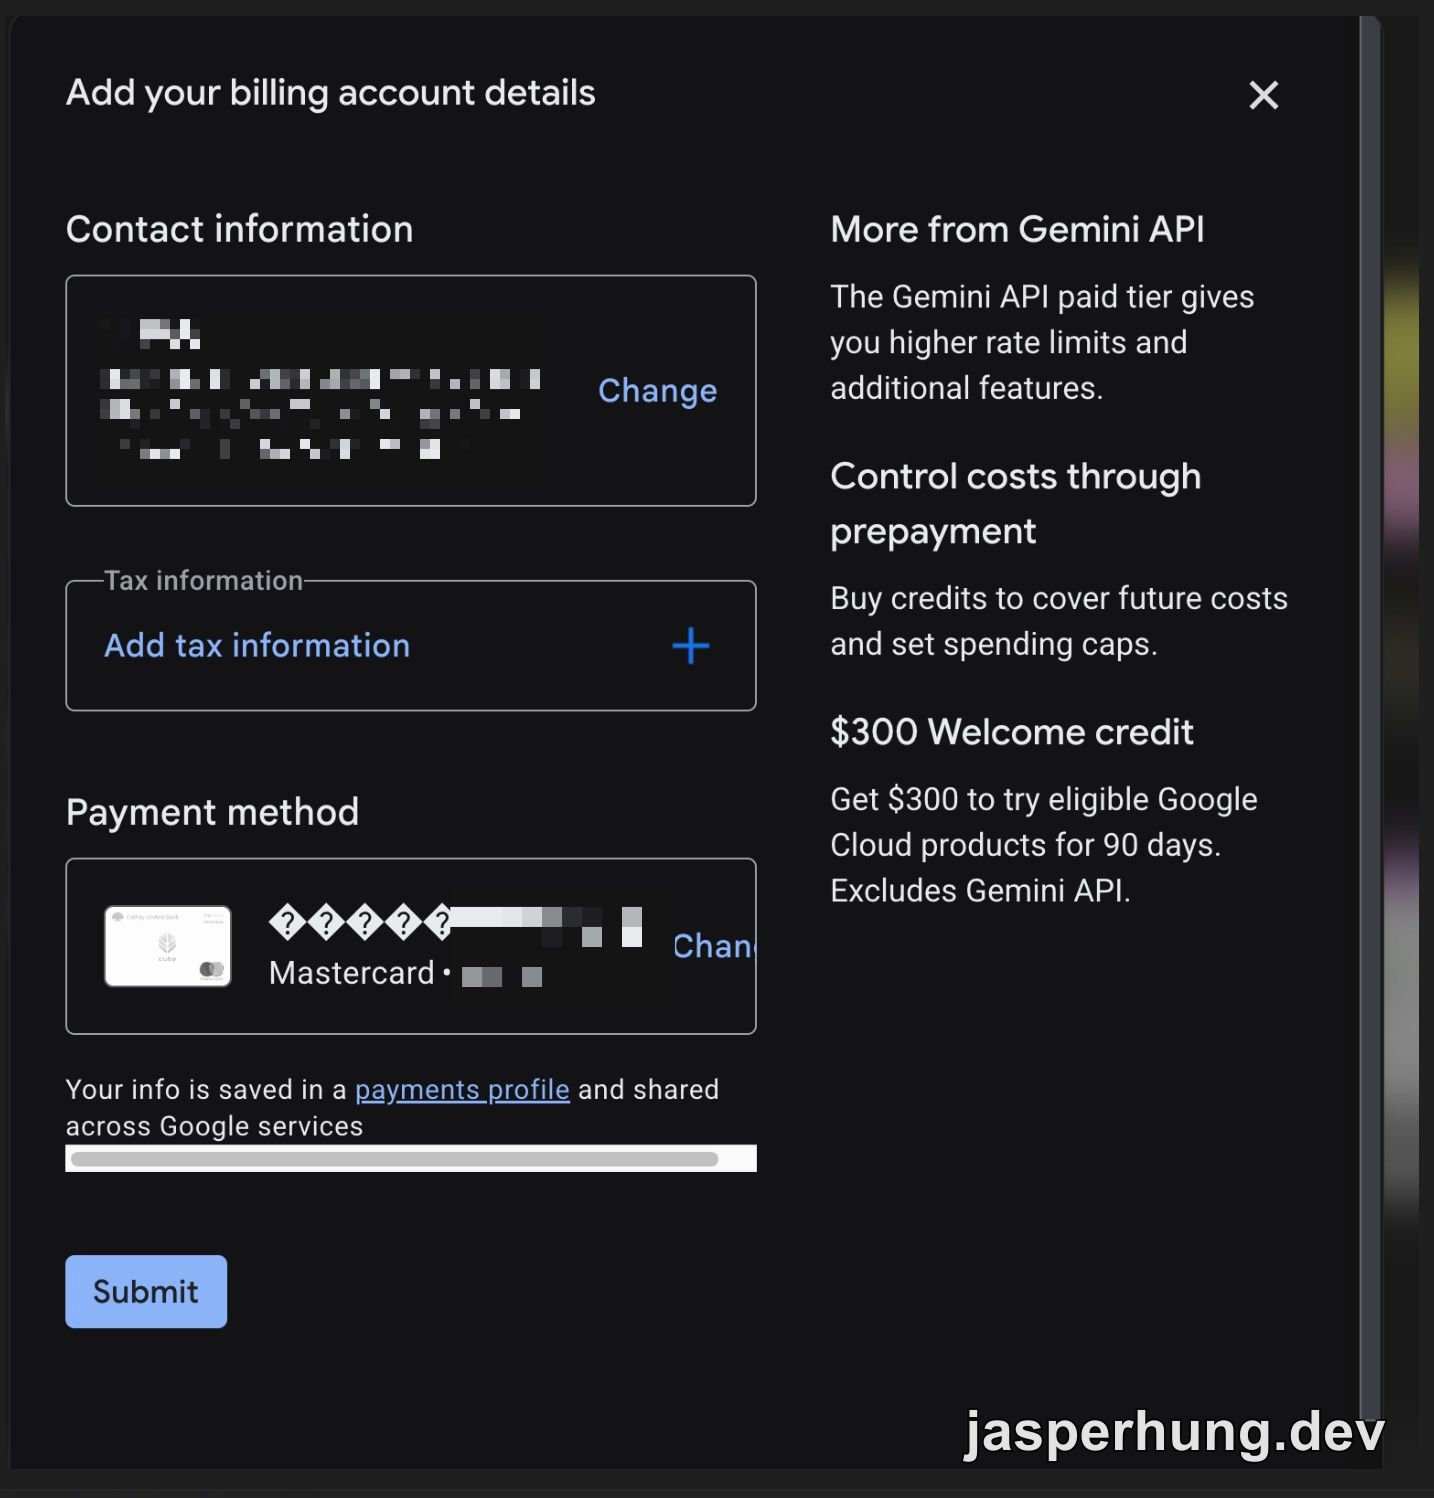 Add your billing account details
Contact information
Change
Tax information
Add tax information
Payment method
Cathay United Bank
cube
�����
Mastercard •
Chan
Your info is saved in a payments profile and shared
across Google services
Submit
More from Gemini API
The Gemini API paid tier gives
you higher rate limits and
additional features.
Control costs through
prepayment
Buy credits to cover future costs
and set spending caps.
$300 Welcome credit
Get $300 to try eligible Google
Cloud products for 90 days.
Excludes Gemini API.
jasperhung.dev